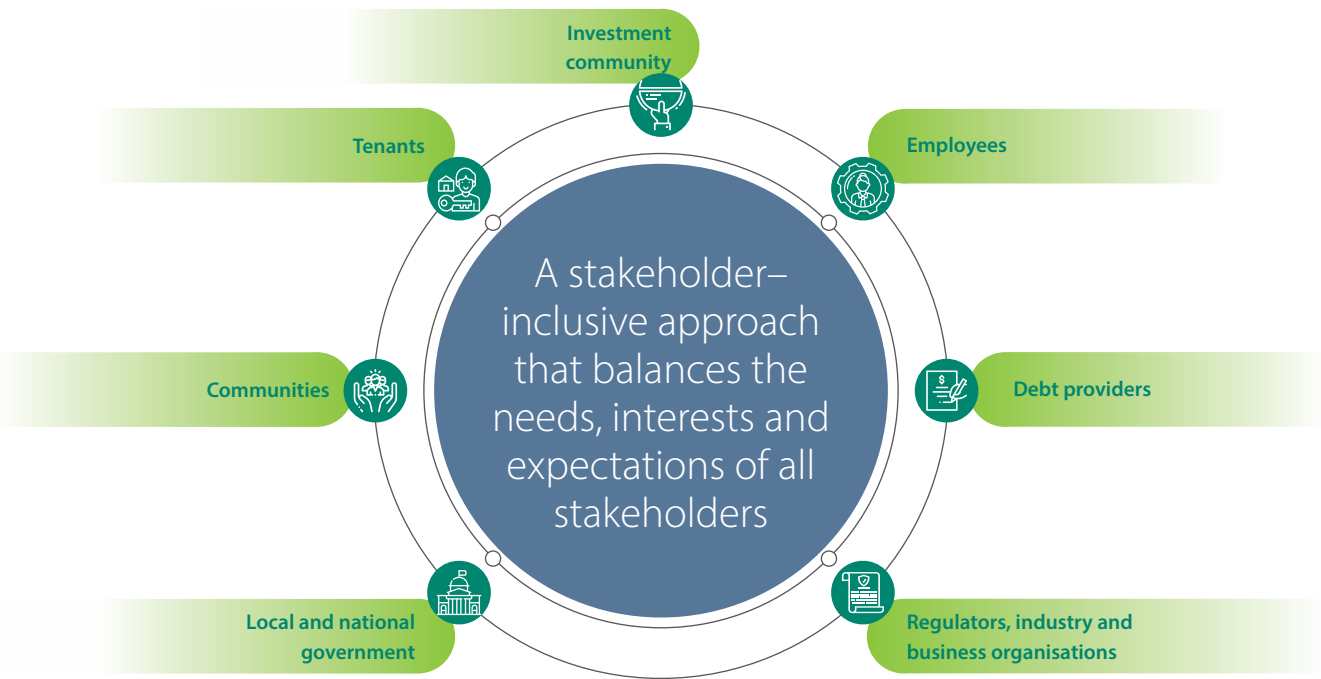 Investment
community
Tenants
Employees
A stakeholder–
inclusive approach
that balances the
needs, interests and
expectations of all
stakeholders
Communities
Debt providers
Local and national
government
Regulators, industry and
business organisations